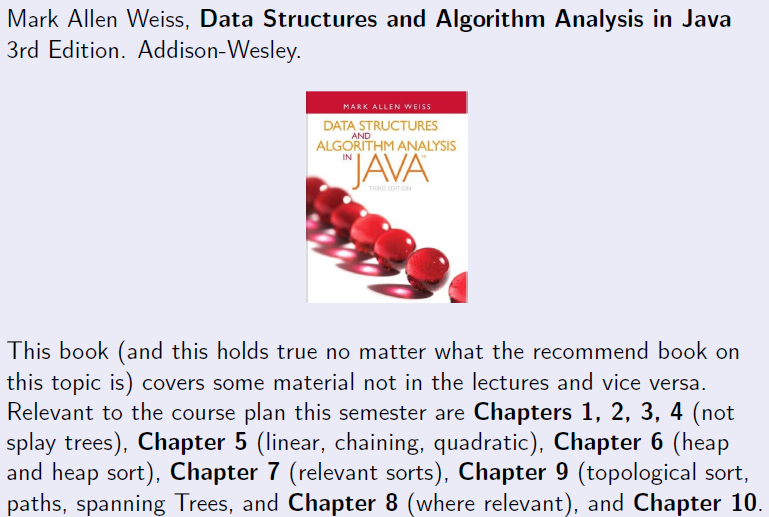 Mark Allen Weiss, Data Structures and Algorithm Analysis in Java
3rd Edition. Addison-Wesley.
MARK ALLEN WEISS
DATA STRUCTURES
AND
ALGORITHM ANALYSIS
IN
JAVA™
THIRD EDITION
This book (and this holds true no matter what the recommend book on
this topic is) covers some material not in the lectures and vice versa.
Relevant to the course plan this semester are Chapters 1, 2, 3, 4 (not
splay trees), Chapter 5 (linear, chaining, quadratic), Chapter 6 (heap
and heap sort), Chapter 7 (relevant sorts), Chapter 9 (topological sort,
paths, spanning Trees, and Chapter 8 (where relevant), and Chapter 10.